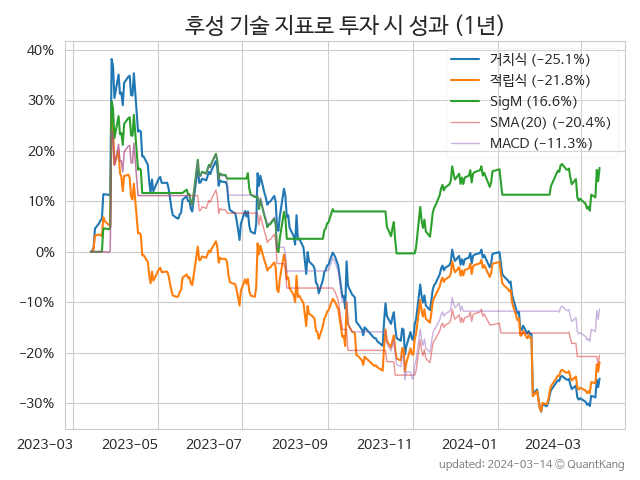 후성 기술 지표로 투자 시 성과 (1년)
40%
30%
20%
10%
0%
−10%
−20%
−30%
거치식 (−25.1%)
적립식 (−21.8%)
SigM (16.6%)
SMA(20) (−20.4%)
MACD (−11.3%)
2023-03
2023-05
2023-07
2023-09
2023-11
2024-01
2024-03
updated: 2024-03-14 © QuantKang